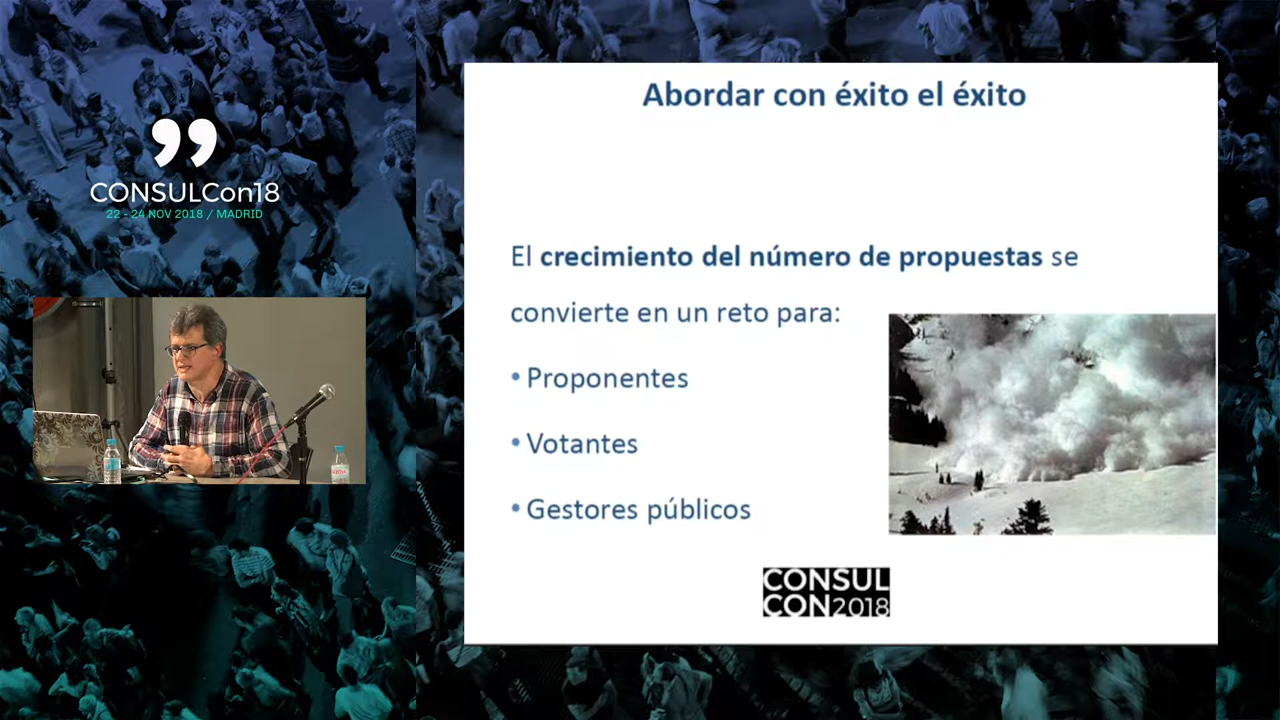 CONSULCon18
22 - 24 NOV 2018 / MADRID
Abordar con éxito el éxito
El crecimiento del número de propuestas se
convierte en un reto para:
• Proponentes
• Votantes
• Gestores públicos
CONSUL
CON2018